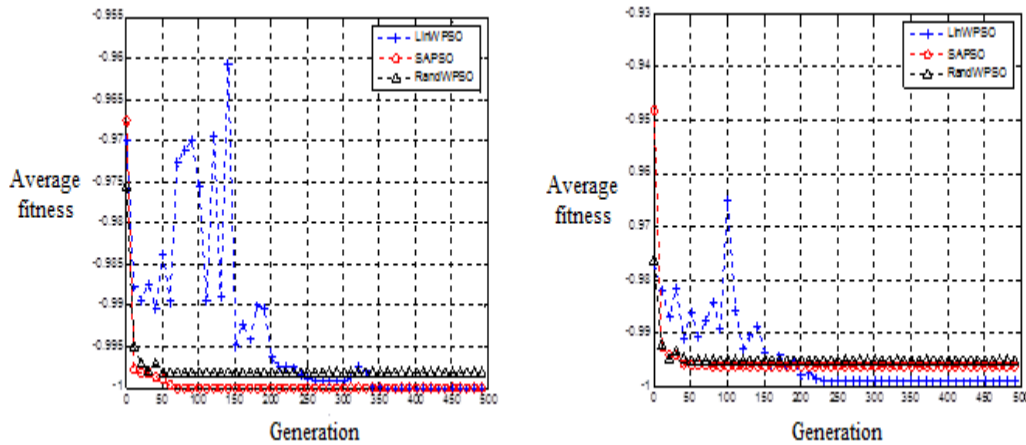 -0.955
-0.96
-0.965
-0.97
-0.975
-0.98
-0.985
-0.99
-0.995
-1
Average
fitness
LinWPSO
SAPSO
RandWPSO
0 50 100 150 200 250 300 350 400 450 500
Generation
-0.93
-0.94
-0.95
-0.96
-0.97
-0.98
-0.99
-1
Average
fitness
LinWPSO
SAPSO
RandWPSO
0 50 100 150 200 250 300 350 400 450 500
Generation